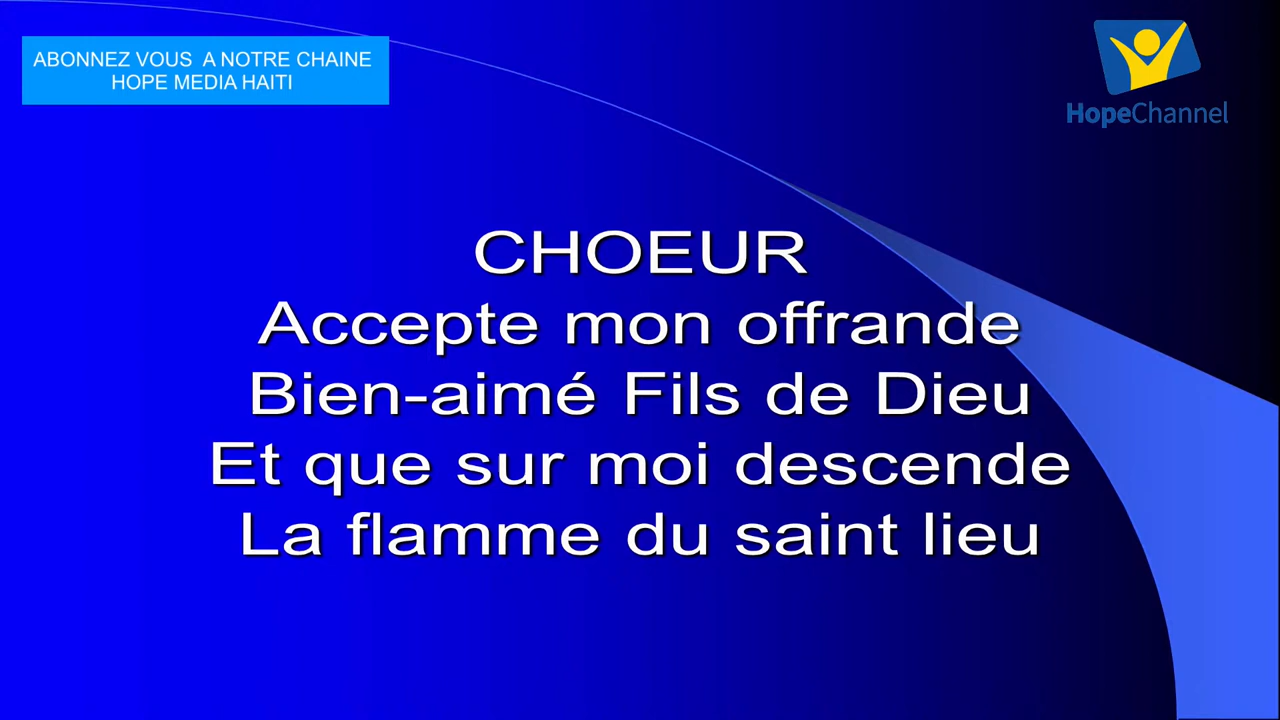 ABONNEZ VOUS A NOTRE CHAINE
HOPE MEDIA HAITI
HopeChannel
CHOEUR
Accepte mon offrande
Bien-aimé Fils de Dieu
Et que sur moi descende
La flamme du saint lieu